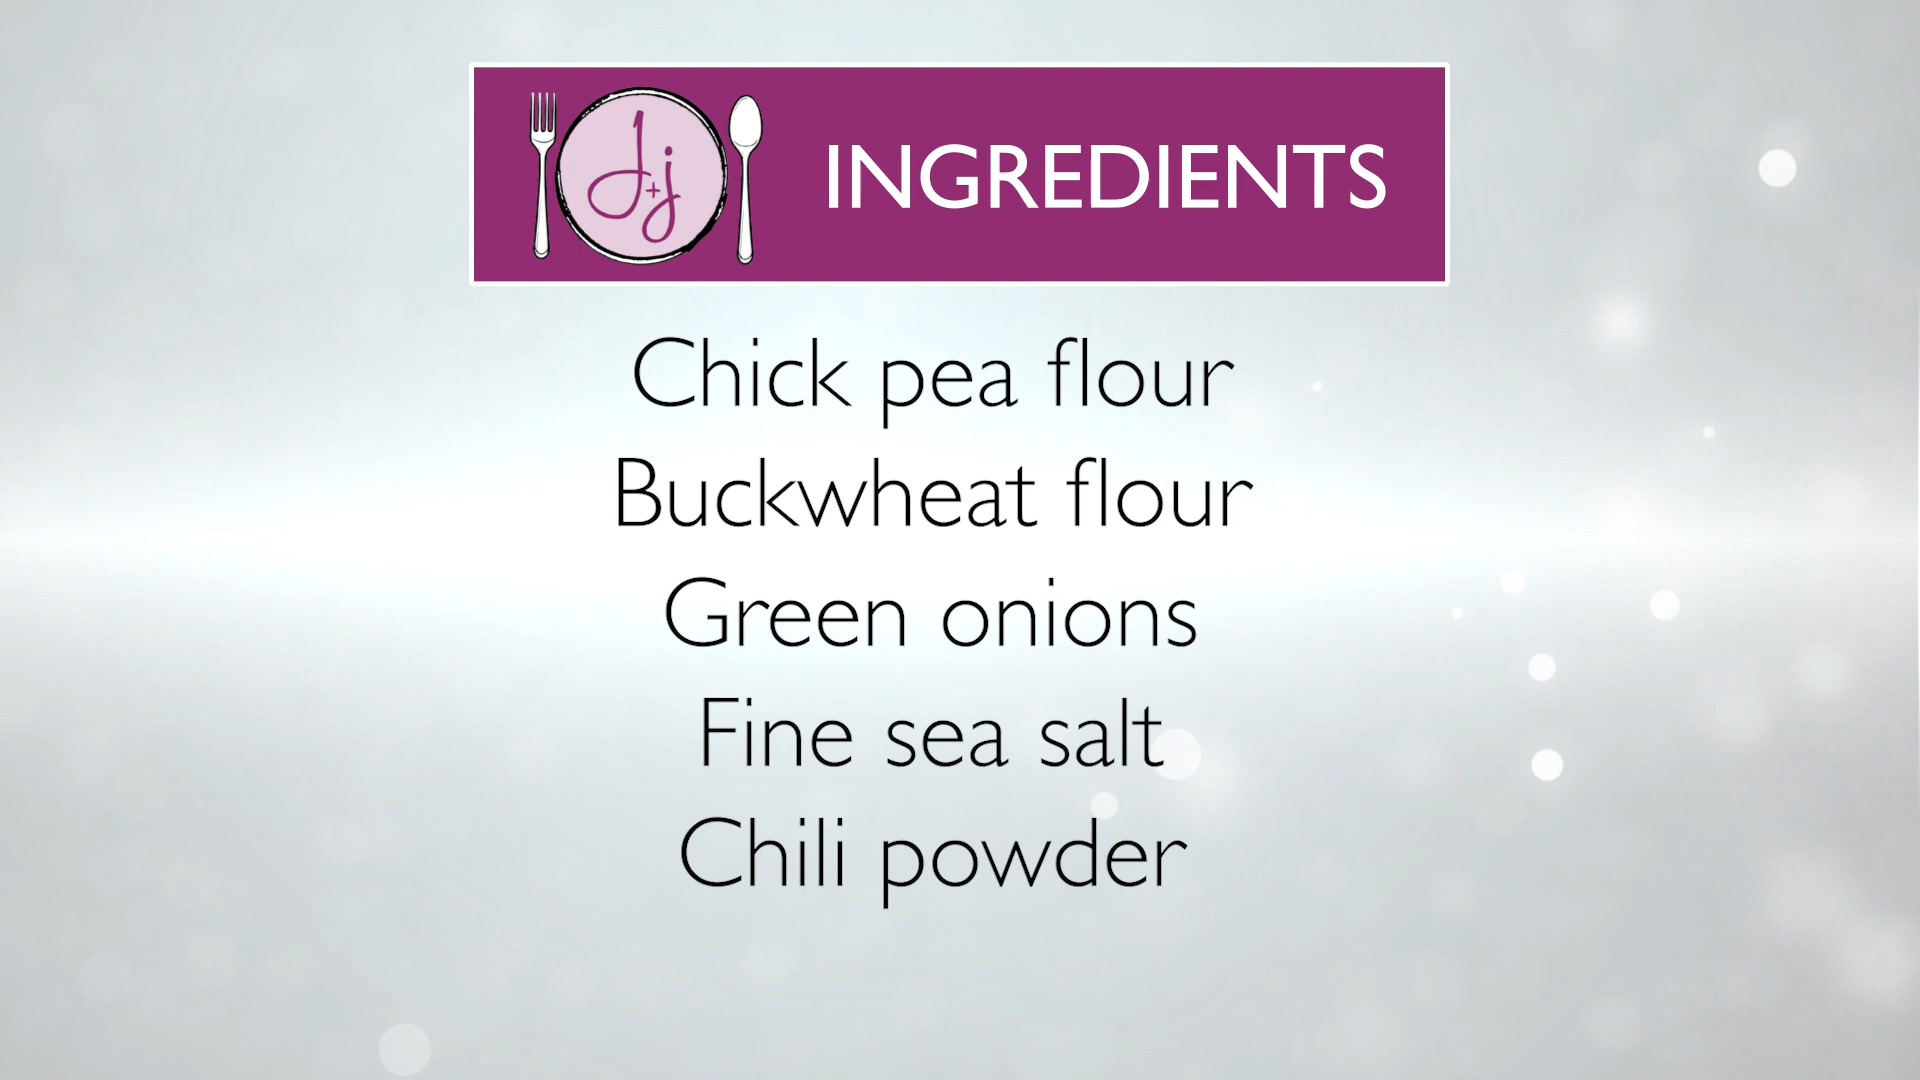 J+j
INGREDIENTS
Chick pea flour
Buckwheat flour
Green onions
Fine sea salt
Chili powder